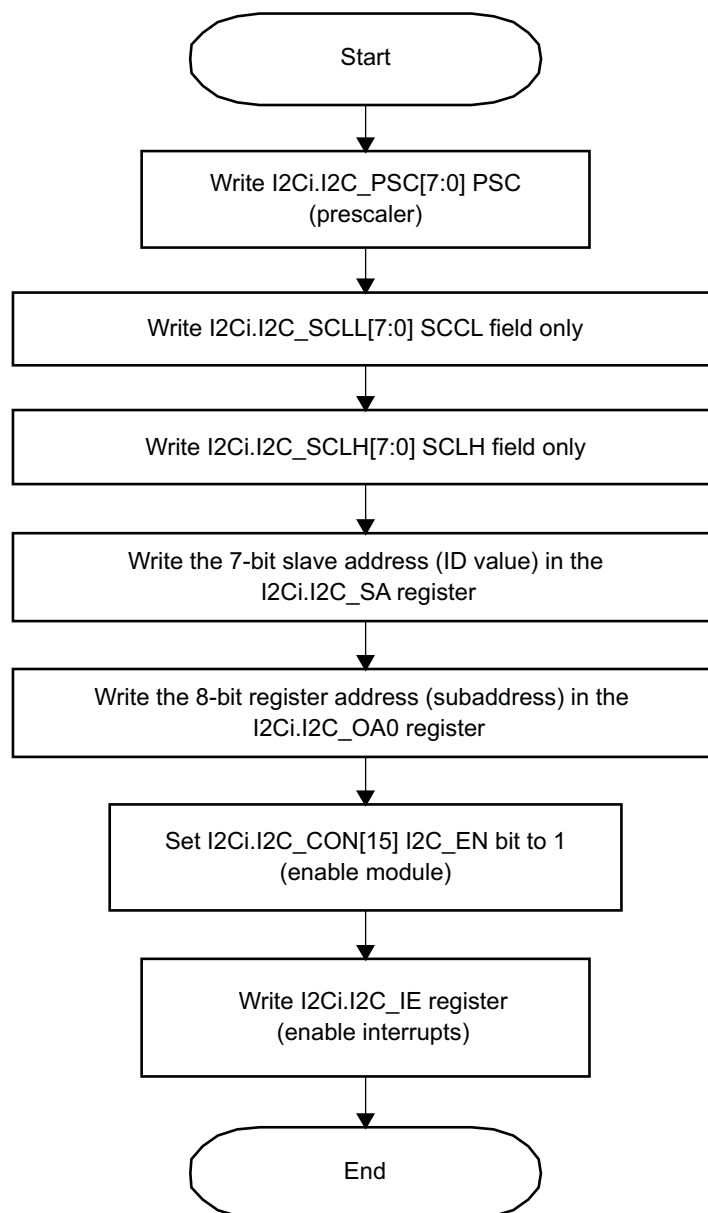 Start
Write I2Ci.I2C_PSC[7:0] PSC
(prescaler)
Write I2Ci.I2C_SCLL[7:0] SCCL field only
Write I2Ci.I2C_SCLH[7:0] SCLH field only
Write the 7-bit slave address (ID value) in the
I2Ci.I2C_SA register
Write the 8-bit register address (subaddress) in the
I2Ci.I2C_OA0 register
Set I2Ci.I2C_CON[15] I2C_EN bit to 1
(enable module)
Write I2Ci.I2C_IE register
(enable interrupts)
End